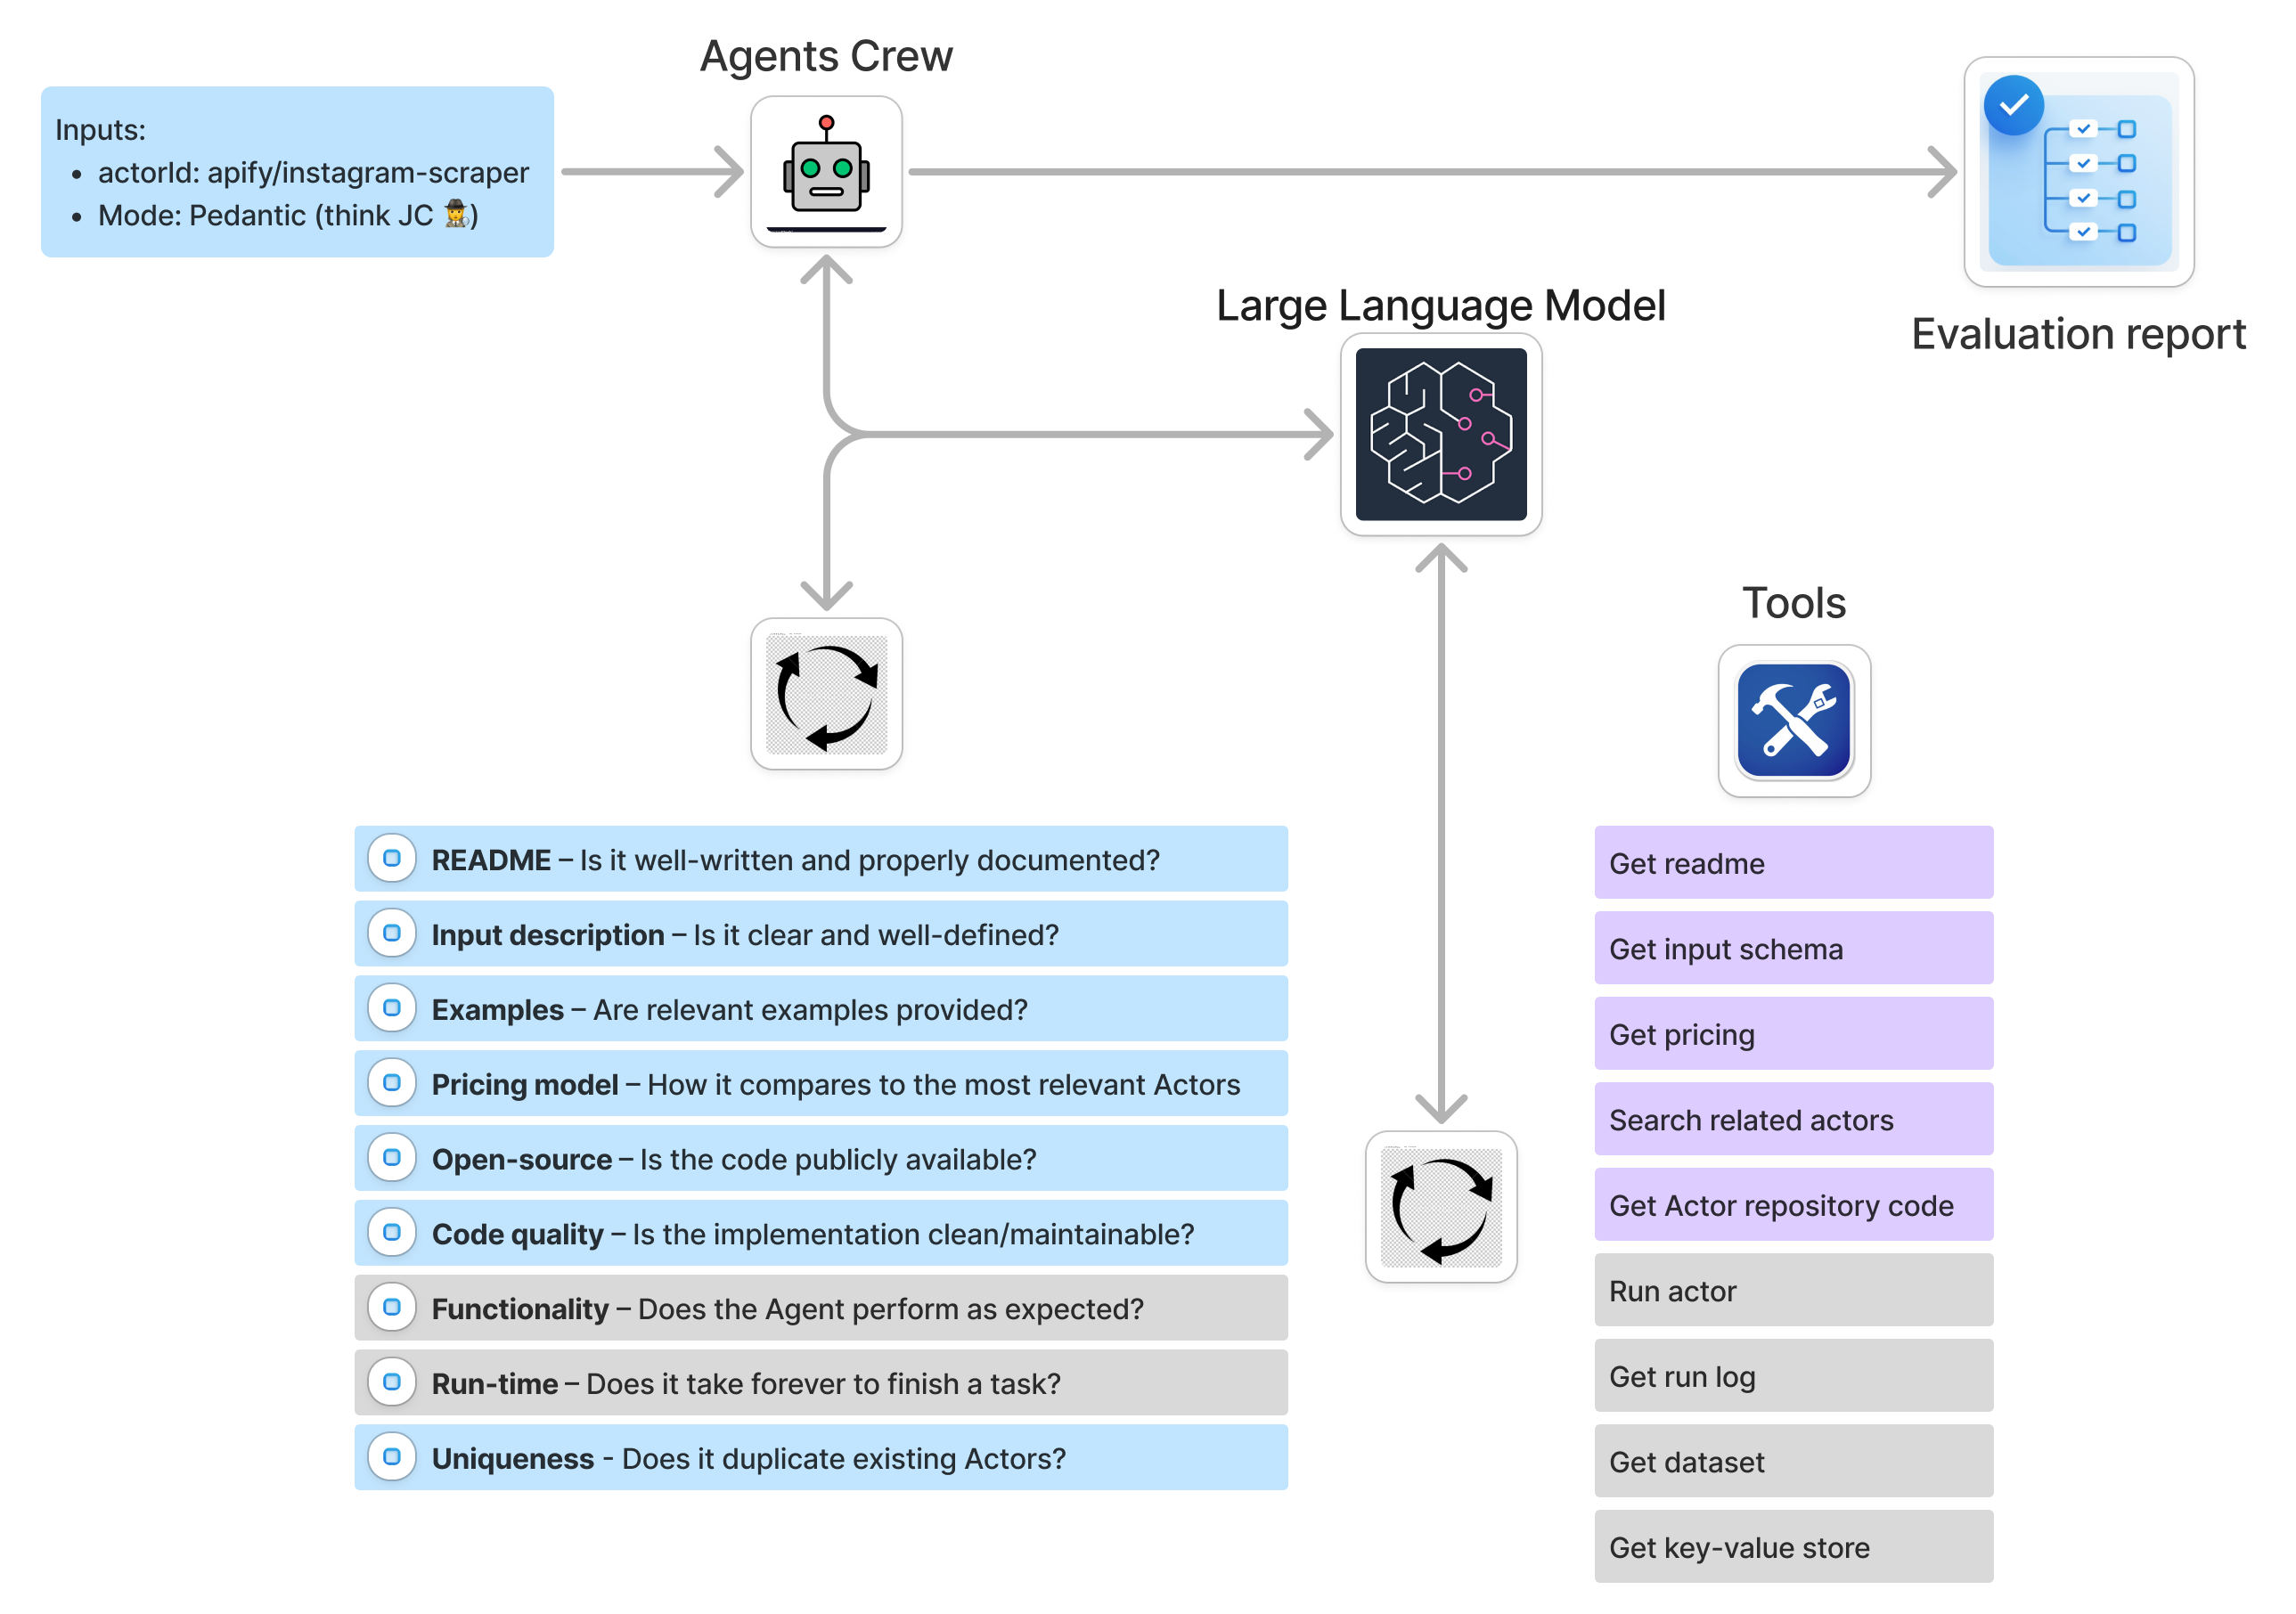 Agents Crew
Inputs:
• actorId: apify/instagram-scraper
• Mode: Pedantic (think JC 🕵️)
Large Language Model
Evaluation report
Tools
README – Is it well-written and properly documented?
Input description – Is it clear and well-defined?
Examples – Are relevant examples provided?
Pricing model – How it compares to the most relevant Actors
Open-source – Is the code publicly available?
Code quality – Is the implementation clean/maintainable?
Functionality – Does the Agent perform as expected?
Run-time – Does it take forever to finish a task?
Uniqueness - Does it duplicate existing Actors?
Get readme
Get input schema
Get pricing
Search related actors
Get Actor repository code
Run actor
Get run log
Get dataset
Get key-value store